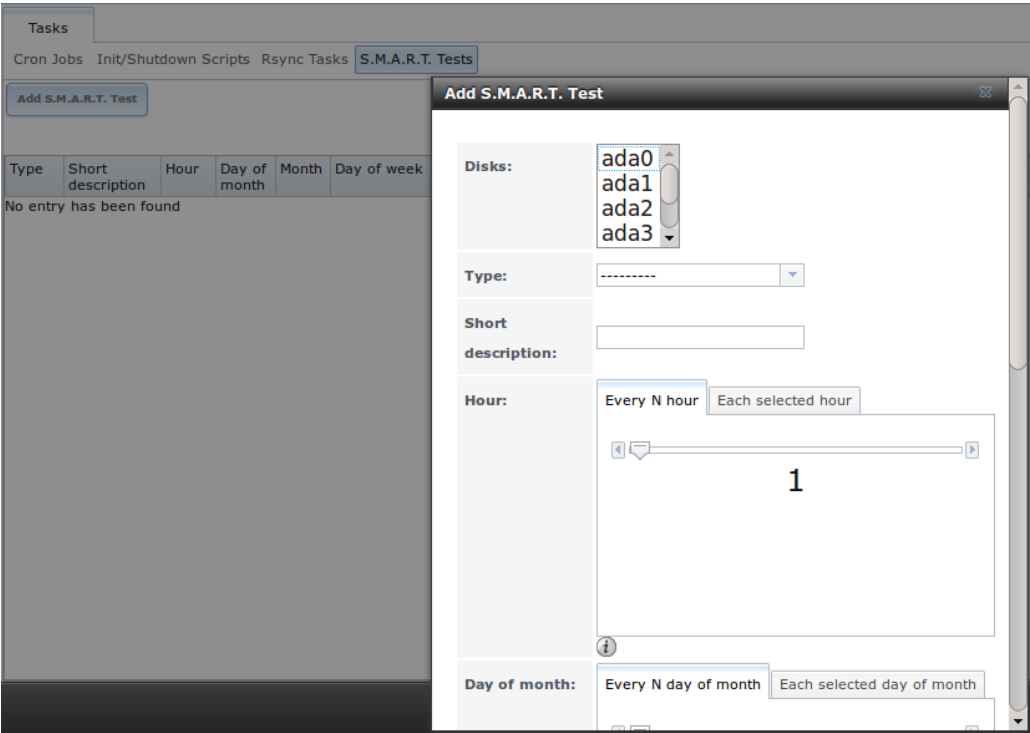 Tasks
Cron Jobs Init/Shutdown Scripts Rsync Tasks S.M.A.R.T. Tests
Add S.M.A.R.T. Test
Type Short description Hour Day of month Month Day of week
No entry has been found
Add S.M.A.R.T. Test
Disks:
ada0
ada1
ada2
ada3
Type:
---------
Short
description:
Hour:
Every N hour Each selected hour
1
i
Day of month:
Every N day of month Each selected day of month